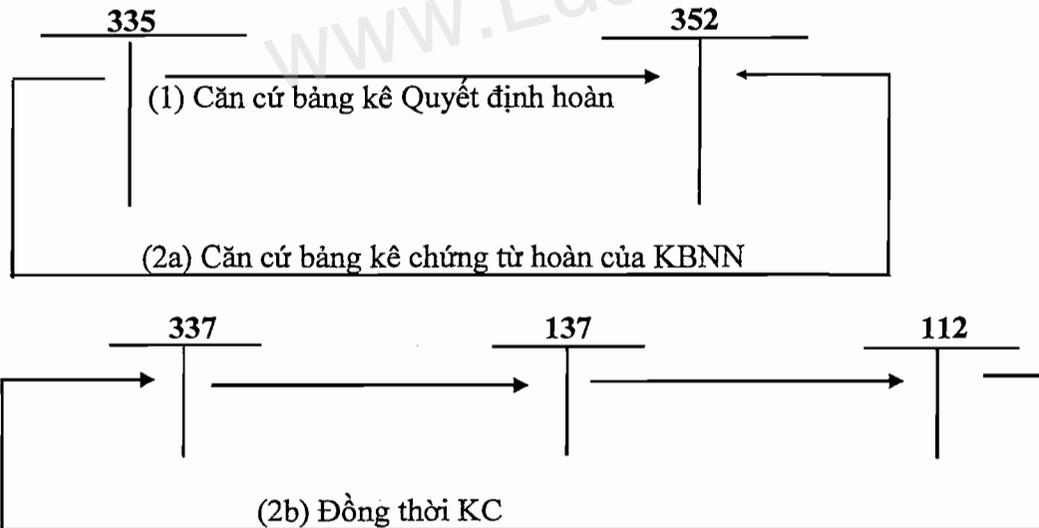 335
352
(1) Căn cứ bảng kê Quyết định hoàn
(2a) Căn cứ bảng kê chứng từ hoàn của KBNN
337
137
112
(2b) Đồng thời KC